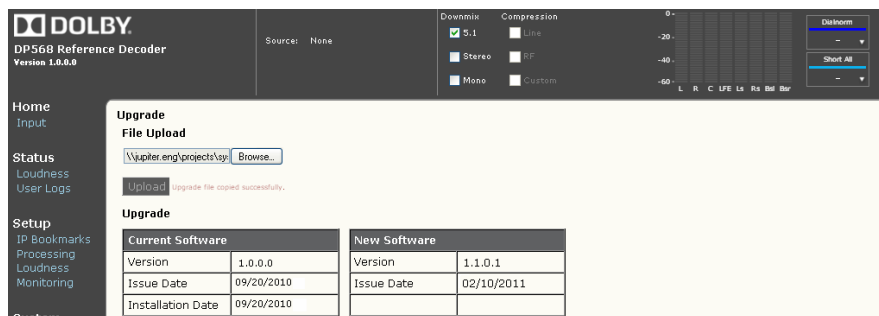 DOLBY.
DP568 Reference Decoder
Version 1.0.0.0
Source: None
Downmix Compression
5.1 Line
Stereo RF
Mono Custom
0 -
-20 -
-40 -
-60 -
L R C LFE Ls Rs Bsl Bsr
Dialnorm
-
Short All
-
Home
Input
Status
Loudness
User Logs
Setup
IP Bookmarks
Processing
Loudness
Monitoring
Upgrade
File Upload
\\jupiter.eng\projects\sy Browse...
Upload Upgrade file copied successfully.
Upgrade
Current Software New Software
Version 1.0.0.0 Version 1.1.0.1
Issue Date 09/20/2010 Issue Date 02/10/2011
Installation Date 09/20/2010